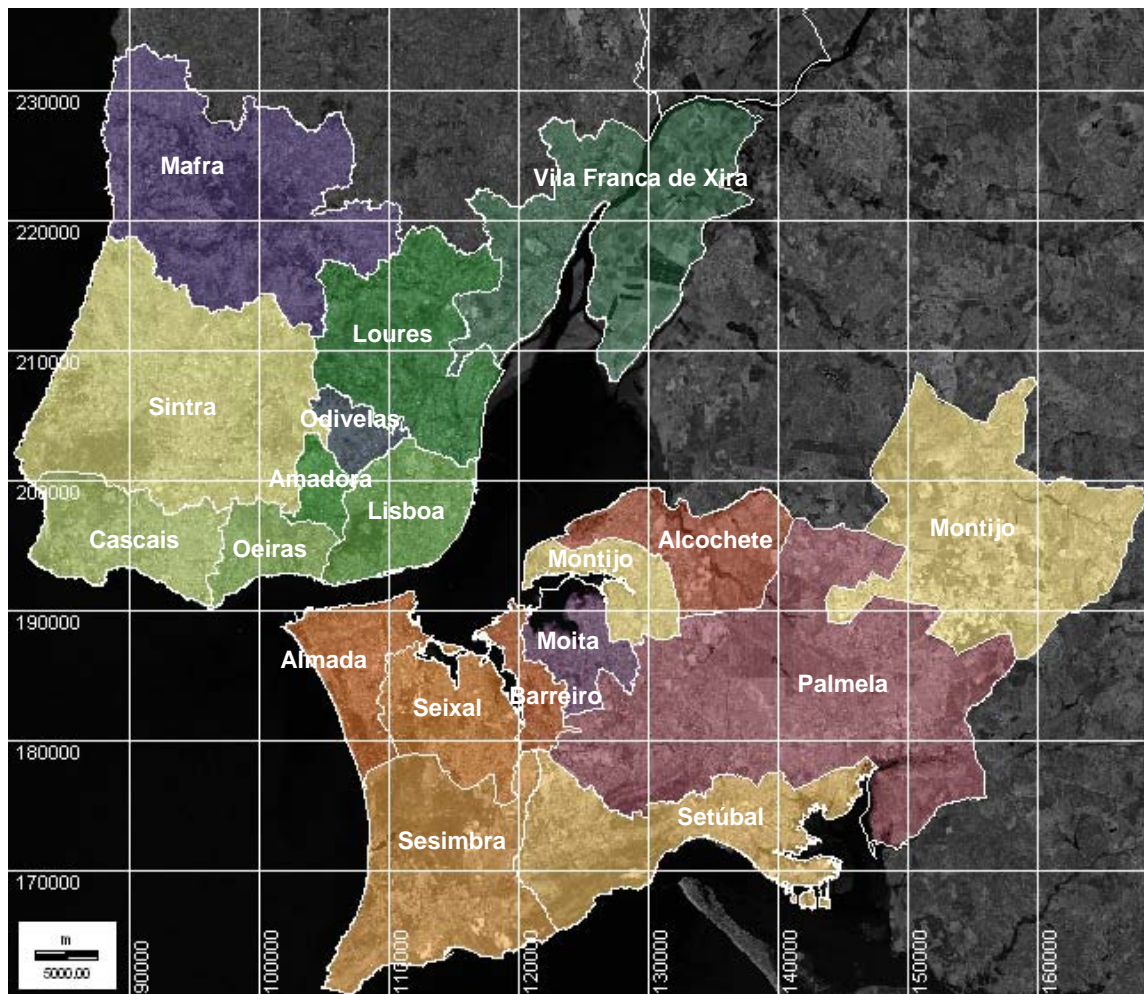 230000
Mafra
Vila Franca de Xira
220000
Loures
210000
Sintra
Odivelas
Amadora
200000
Lisboa
Cascais
Oeiras
Montijo
Alcochete
Montijo
190000
Moita
Almada
Palmela
Barreiro
Seixal
180000
Setúbal
Sesimbra
170000
m
5000,00
90000
100000
110000
120000
130000
140000
150000
160000